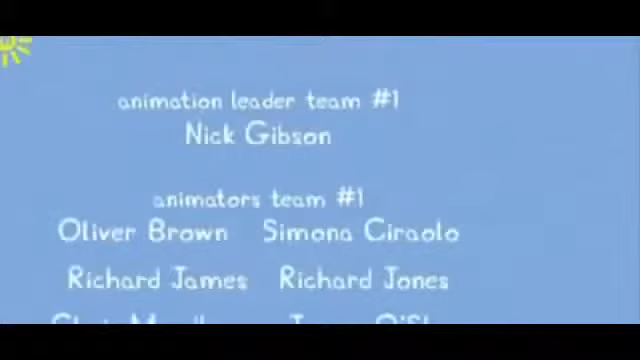 animation leader team #1
Nick Gibson
animators team #1
Oliver Brown Simona Ciraolo
Richard James Richard Jones